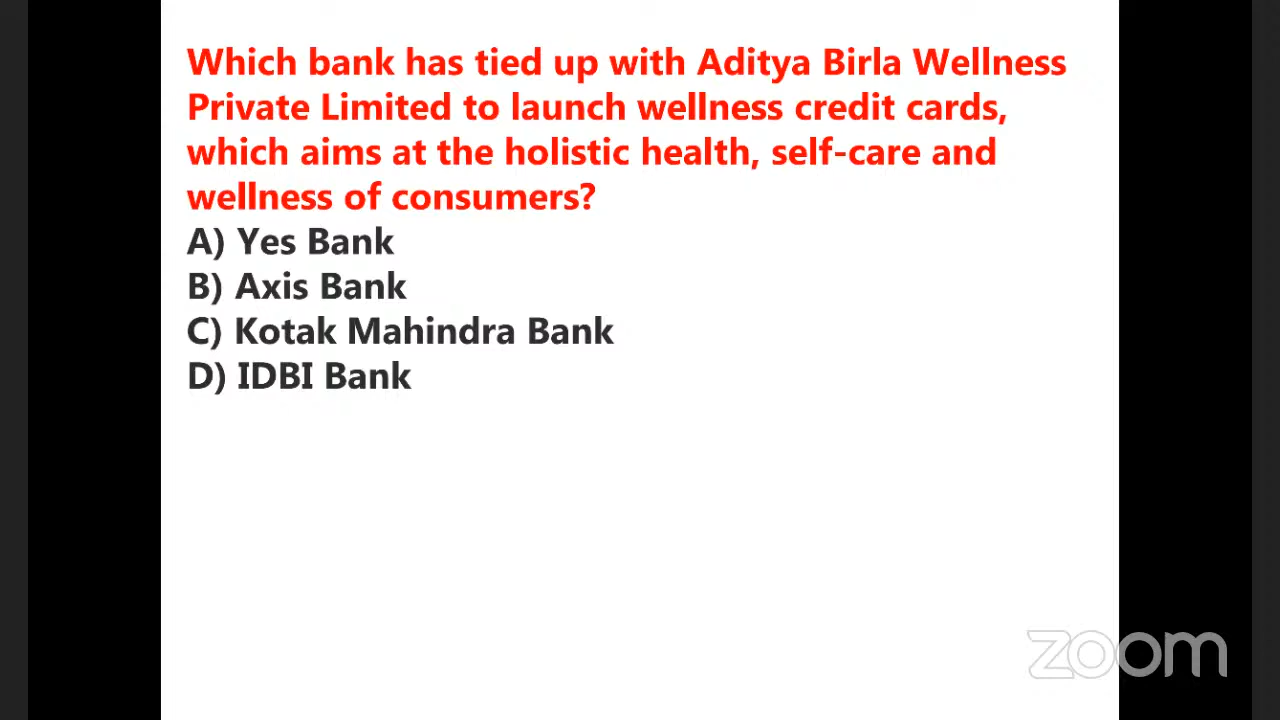 Which bank has tied up with Aditya Birla Wellness
Private Limited to launch wellness credit cards,
which aims at the holistic health, self-care and
wellness of consumers?
A) Yes Bank
B) Axis Bank
C) Kotak Mahindra Bank
D) IDBI Bank
zoom